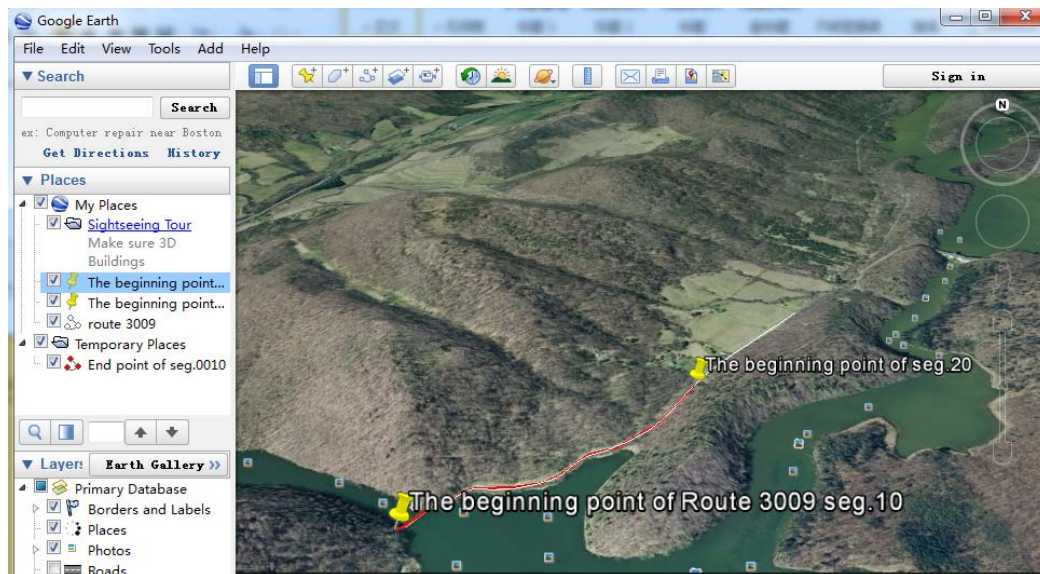 Google Earth
File Edit View Tools Add Help
Search
Sign in
Search
ex: Computer repair near Boston
Get Directions History
Places
My Places
Sightseeing Tour
Make sure 3D
Buildings
The beginning point...
The beginning point...
route 3009
Temporary Places
End point of seg.0010
Layers Earth Gallery >>
Primary Database
Borders and Labels
Places
Photos
Roads
N
The beginning point of seg.20
The beginning point of Route 3009 seg.10